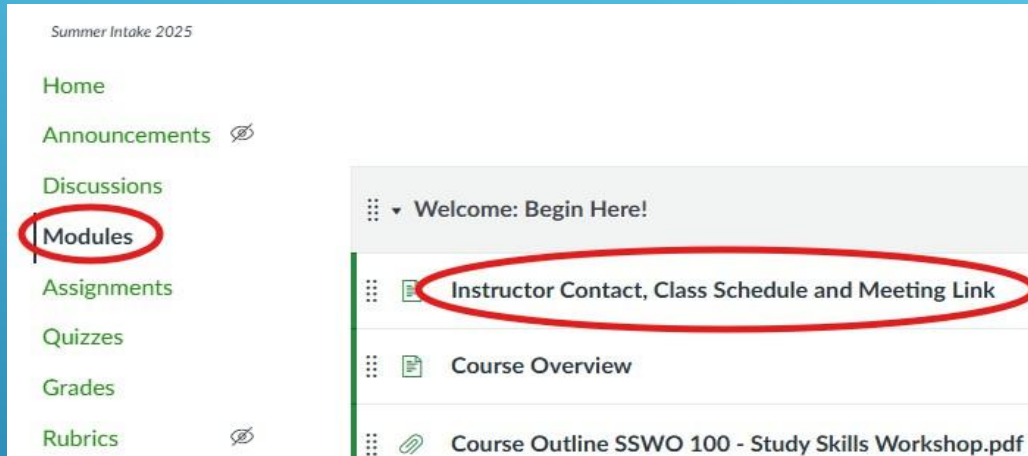 Summer Intake 2025
Home
Announcements
Discussions
Modules
Assignments
Quizzes
Grades
Rubrics
Welcome: Begin Here!
Instructor Contact, Class Schedule and Meeting Link
Course Overview
Course Outline SSWO 100 - Study Skills Workshop.pdf